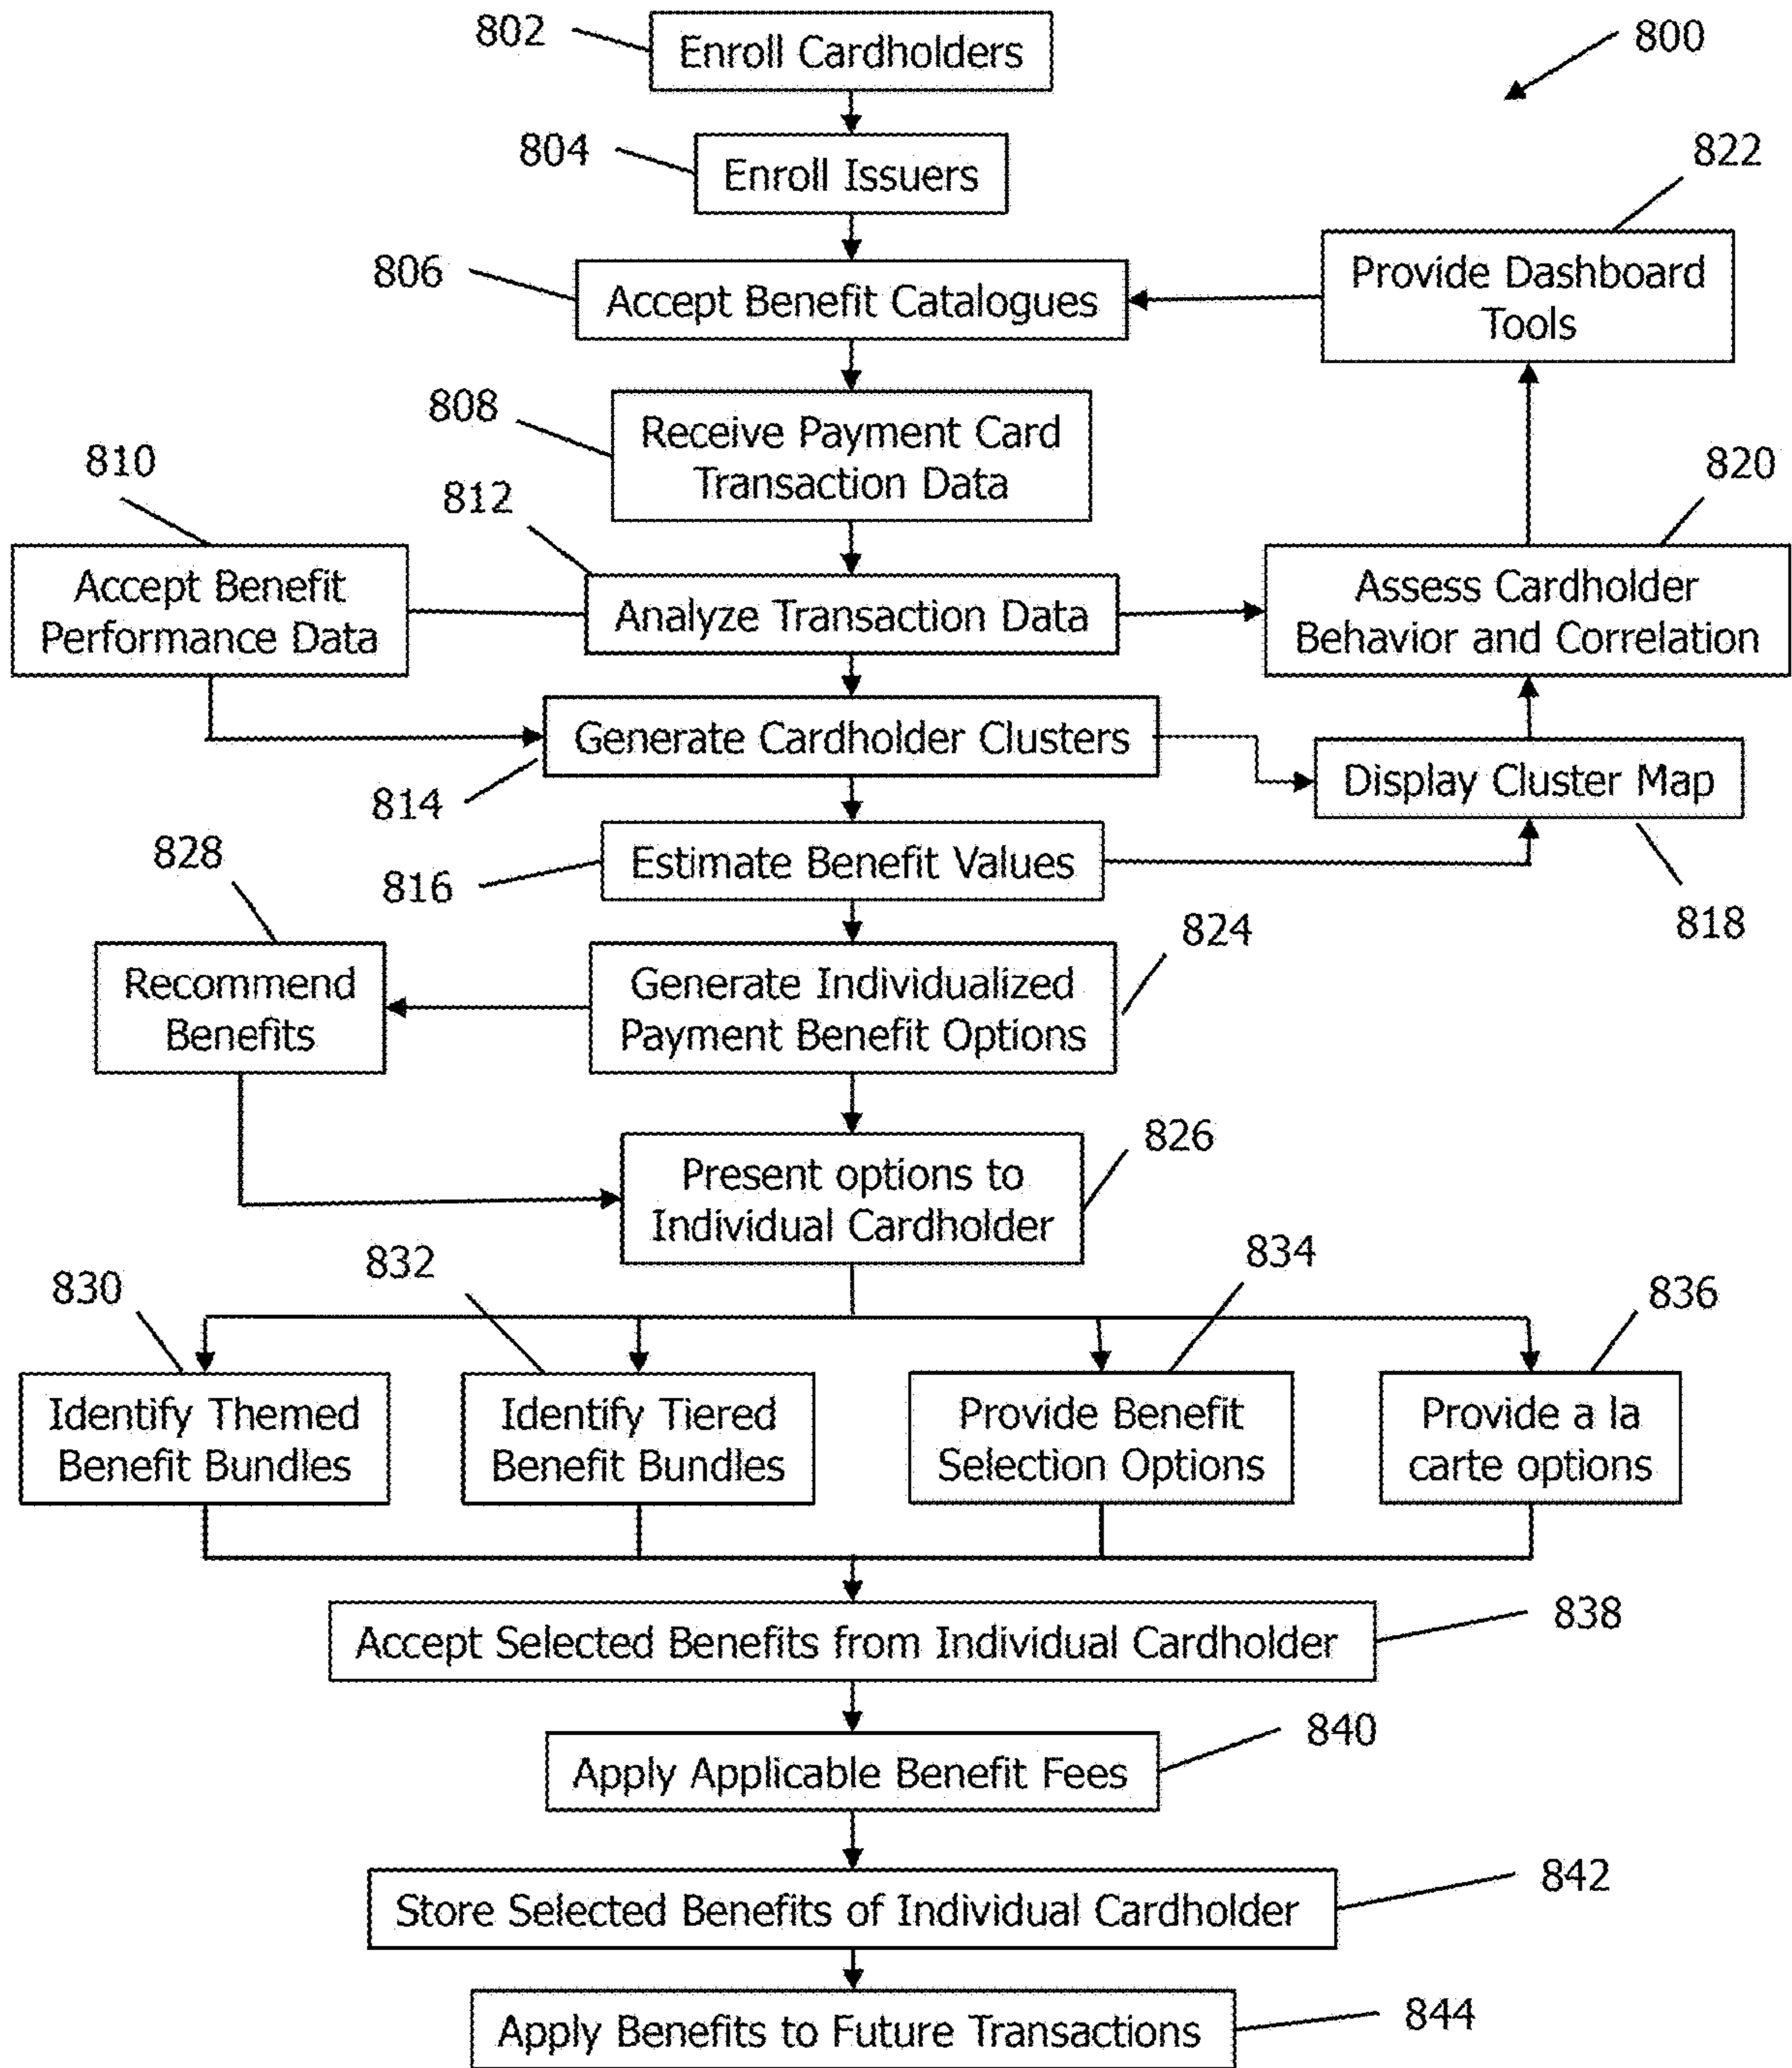 802
Enroll Cardholders
800
804
Enroll Issuers
822
806
Accept Benefit Catalogues
Provide Dashboard
Tools
808
Receive Payment Card
Transaction Data
810
812
820
Accept Benefit
Performance Data
Analyze Transaction Data
Assess Cardholder
Behavior and Correlation
Generate Cardholder Clusters
814
Display Cluster Map
818
828
816
Estimate Benefit Values
824
Recommend
Benefits
Generate Individualized
Payment Benefit Options
826
Present options to
Individual Cardholder
830
832
834
836
Identify Themed
Benefit Bundles
Identify Tiered
Benefit Bundles
Provide Benefit
Selection Options
Provide a la
carte options
Accept Selected Benefits from Individual Cardholder
838
Apply Applicable Benefit Fees
840
Store Selected Benefits of Individual Cardholder
842
Apply Benefits to Future Transactions
844